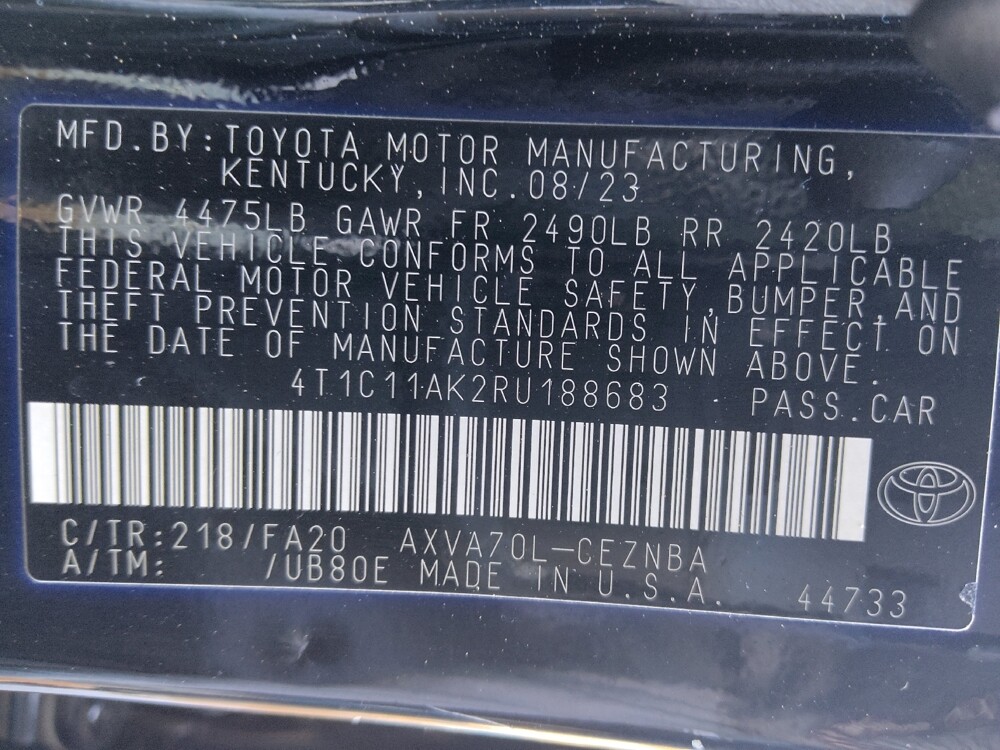 MFD.BY:TOYOTA MOTOR MANUFACTURING,
KENTUCKY,INC.08/23
GVWR 4475LB GAWR FR 2490LB RR 2420LB
THIS VEHICLE CONFORMS TO ALL APPLICABLE
FEDERAL MOTOR VEHICLE SAFETY,BUMPER,AND
THEFT PREVENTION STANDARDS IN EFFECT ON
THE DATE OF MANUFACTURE SHOWN ABOVE.
4T1C11AK2RU188683 PASS.CAR
C/TR:218/FA20 AXVA70L-CEZNBA
A/TM: /UB80E MADE IN U.S.A. 44733